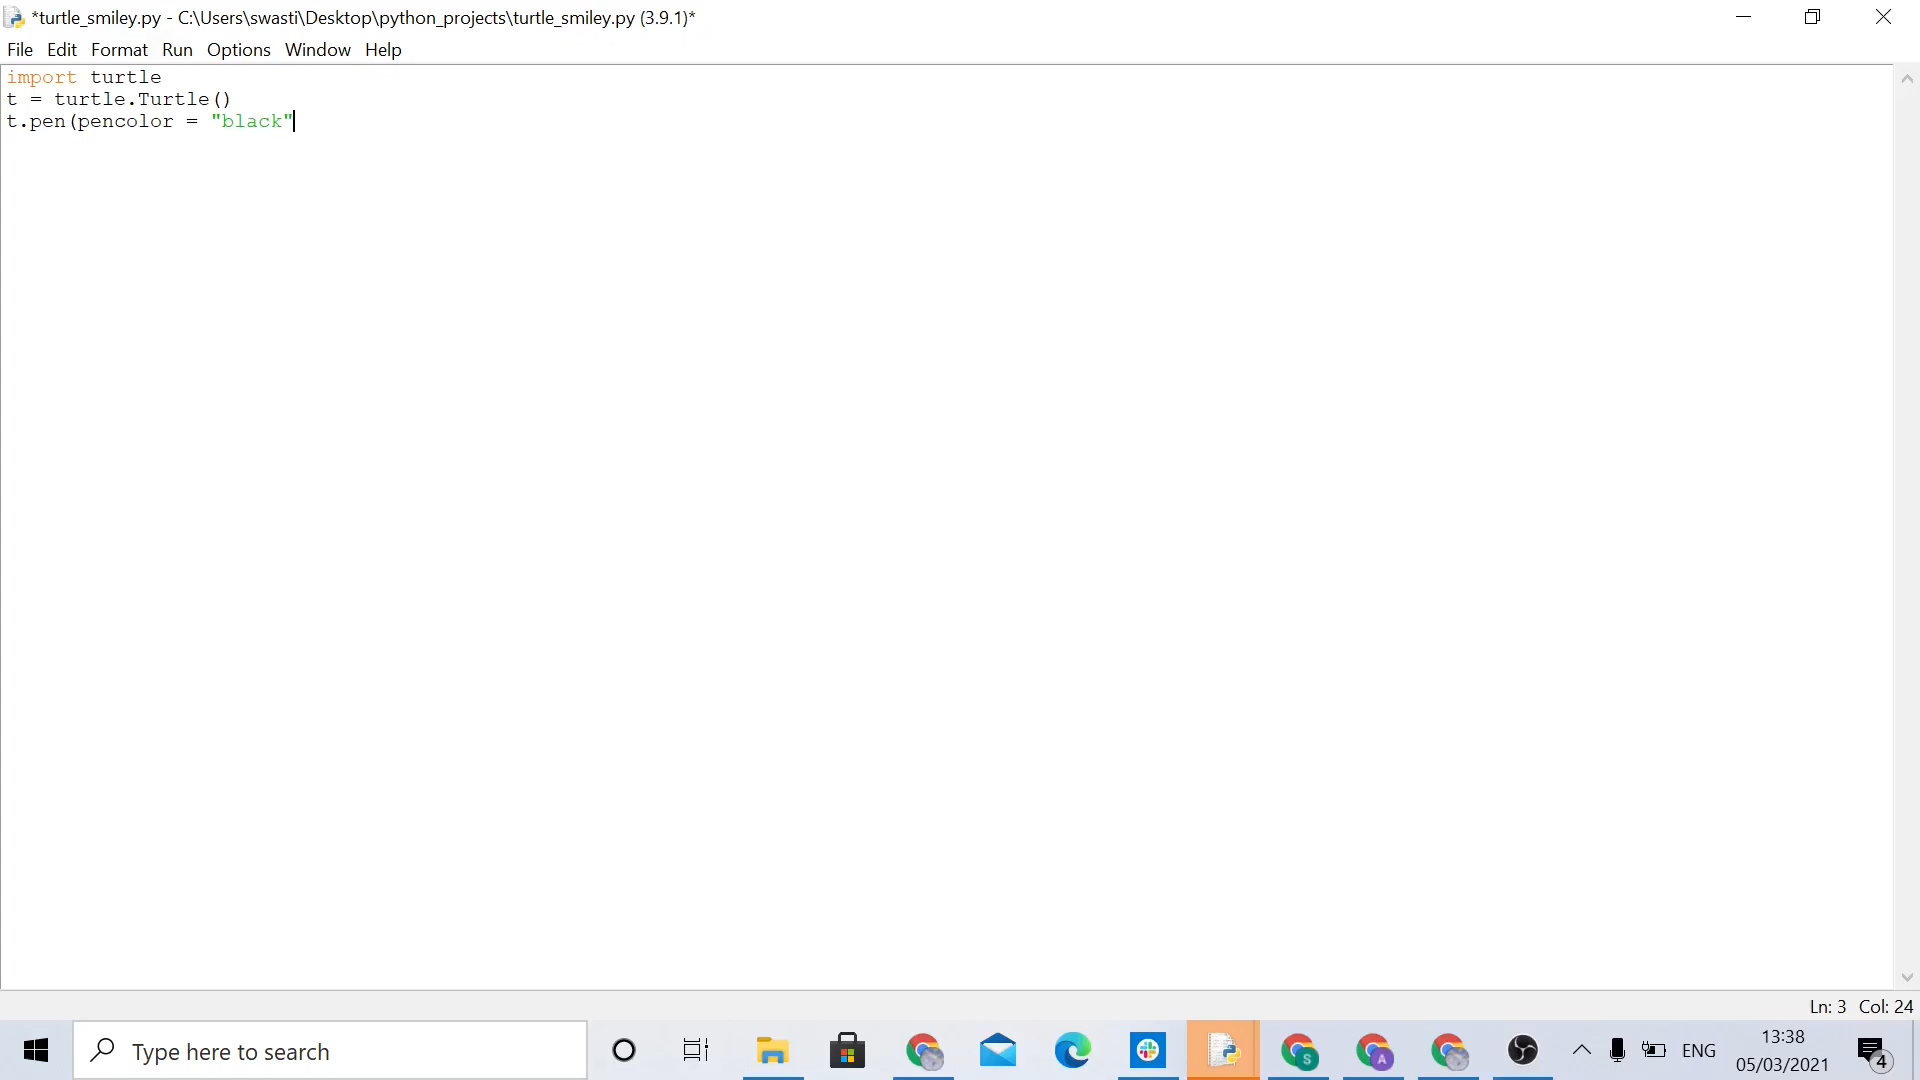 *turtle_smiley.py - C:\Users\swasti\Desktop\python_projects\turtle_smiley.py (3.9.1)*
File Edit Format Run Options Window Help
import turtle
t = turtle.Turtle()
t.pen(pencolor = "black"
Ln: 3 Col: 24
Type here to search
S
A
ENG
13:38
05/03/2021
4